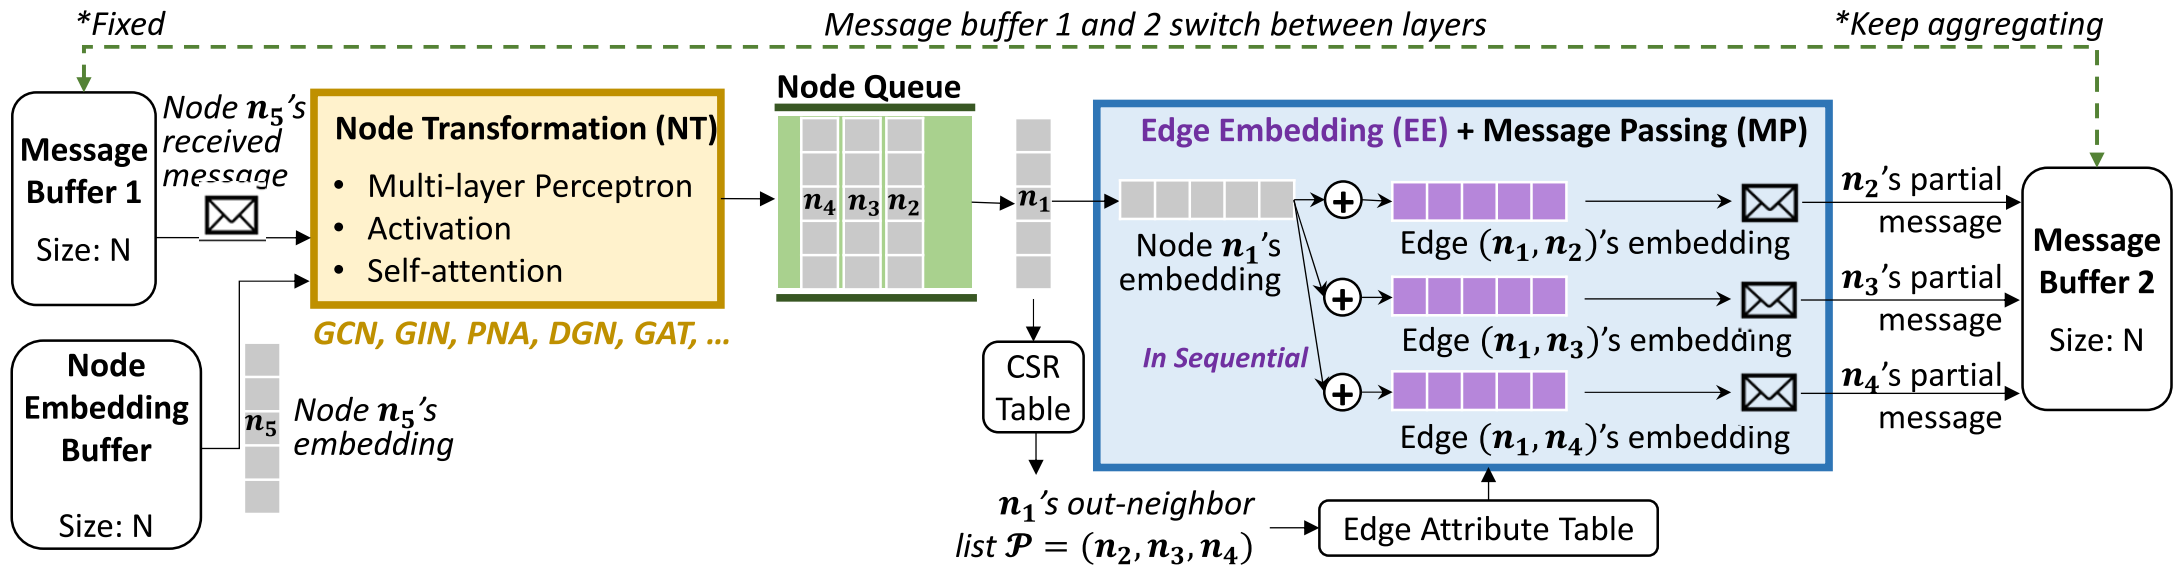 *Fixed
Message buffer 1 and 2 switch between layers
*Keep aggregating
Message
Buffer 1
Size: N
Node n5's
received
message
Node
Embedding
Buffer
Size: N
n5
Node n5's
embedding
Node Transformation (NT)
• Multi-layer Perceptron
• Activation
• Self-attention
GCN, GIN, PNA, DGN, GAT, ...
Node Queue
n4 n3 n2
n1
CSR
Table
n1's out-neighbor
list 𝒫 = (n2, n3, n4)
Edge Attribute Table
Edge Embedding (EE) + Message Passing (MP)
Node n1's
embedding
In Sequential
+
Edge (n1, n2)'s embedding
+
Edge (n1, n3)'s embedding
+
Edge (n1, n4)'s embedding
n2's partial
message
n3's partial
message
n4's partial
message
Message
Buffer 2
Size: N